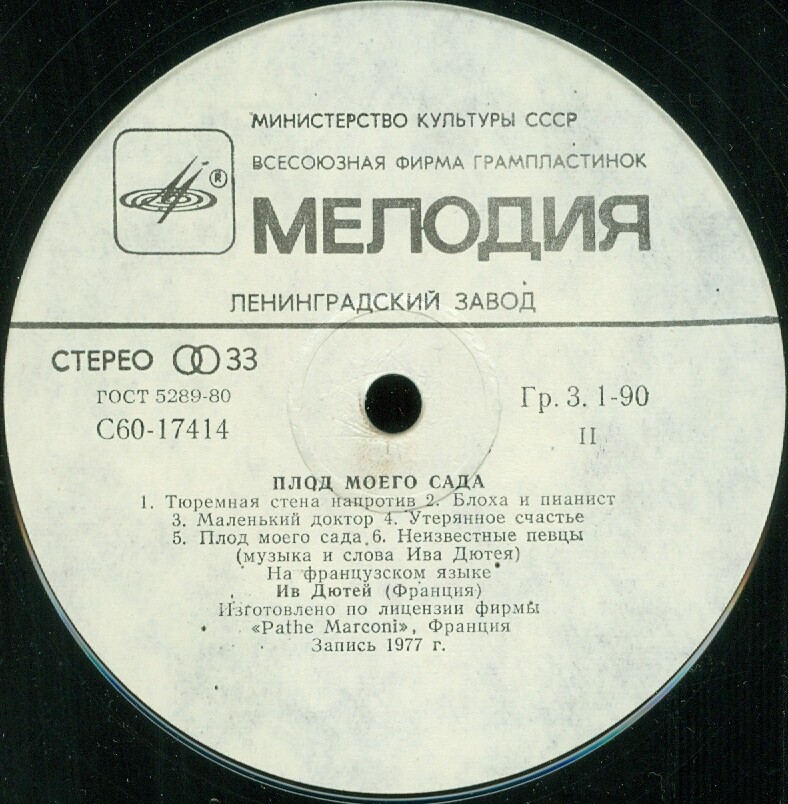 МИНИСТЕРСТВО КУЛЬТУРЫ СССР
ВСЕСОЮЗНАЯ ФИРМА ГРАМПЛАСТИНОК
®
МЕЛОДИЯ
ЛЕНИНГРАДСКИЙ ЗАВОД
СТЕРЕО 33
ГОСТ 5289-80
С60-17414
Гр. 3. 1-90
II
ПЛОД МОЕГО САДА
1. Тюремная стена напротив 2. Блоха и пианист
3. Маленький доктор 4. Утерянное счастье
5. Плод моего сада 6. Неизвестные певцы
(музыка и слова Ива Дютея)
На французском языке
Ив Дютей (Франция)
Изготовлено по лицензии фирмы
«Pathe Marconi», Франция
Запись 1977 г.